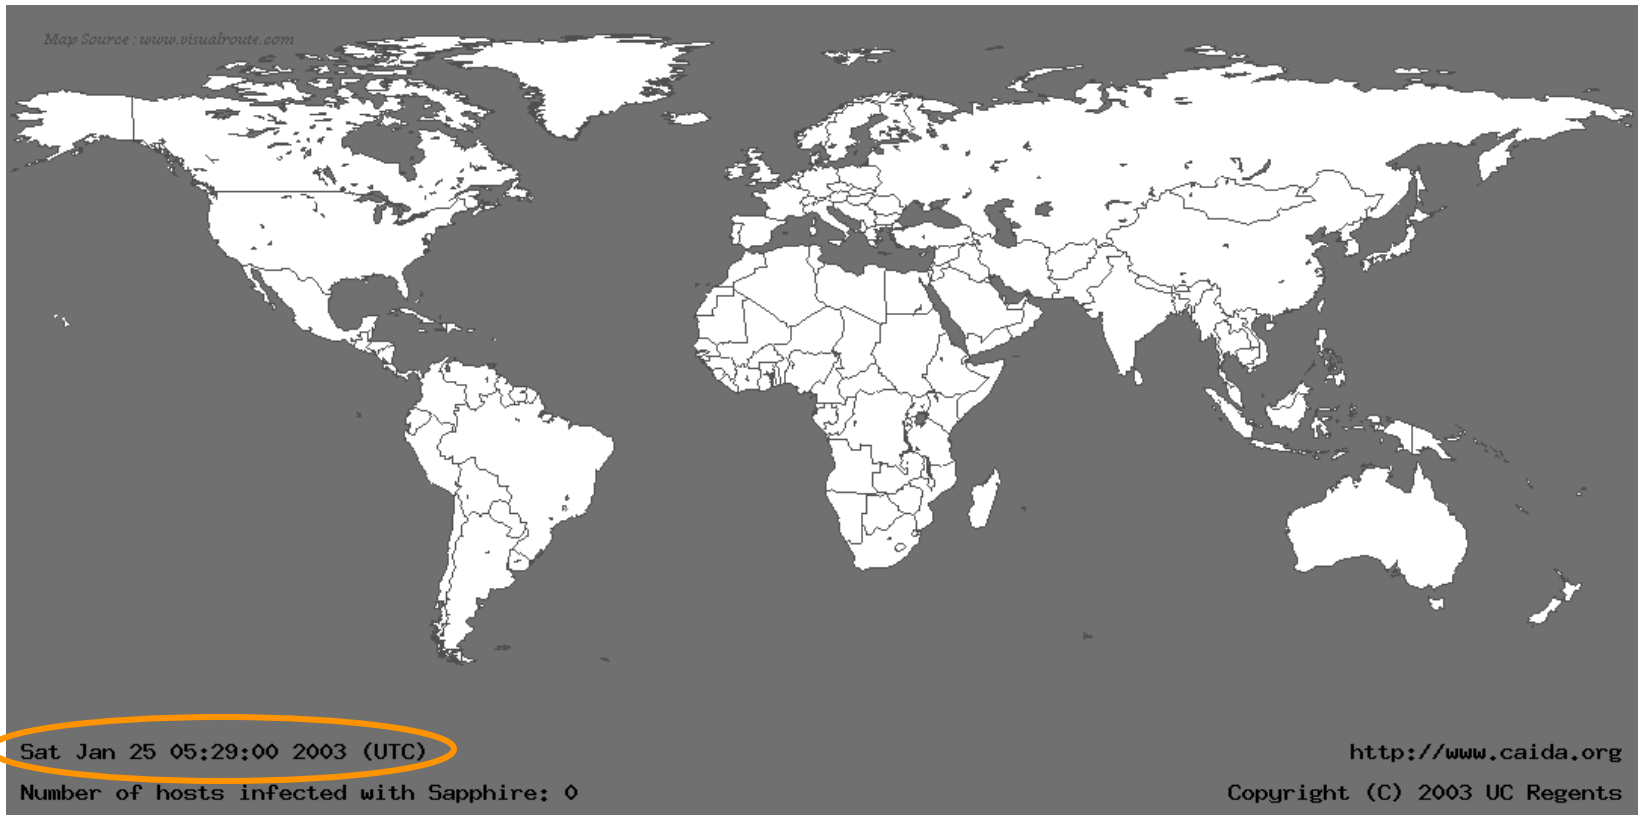 Map Source : www.visualroute.com
Sat Jan 25 05:29:00 2003 (UTC)
http://www.caida.org
Number of hosts infected with Sapphire: 0
Copyright (C) 2003 UC Regents